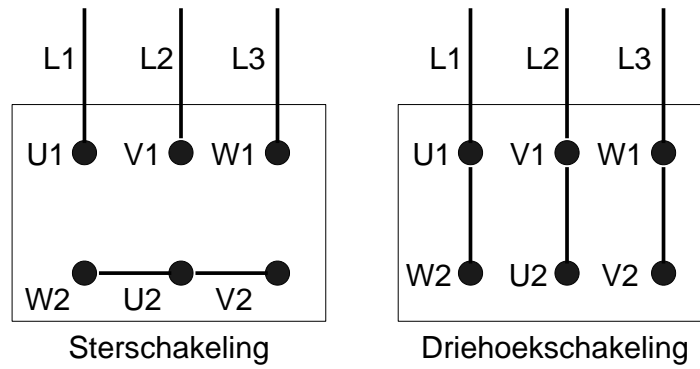 L1 L2 L3 L1 L2 L3
U1 V1 W1 U1 V1 W1
W2 U2 V2 W2 U2 V2
Sterschakeling Driehoekschakeling